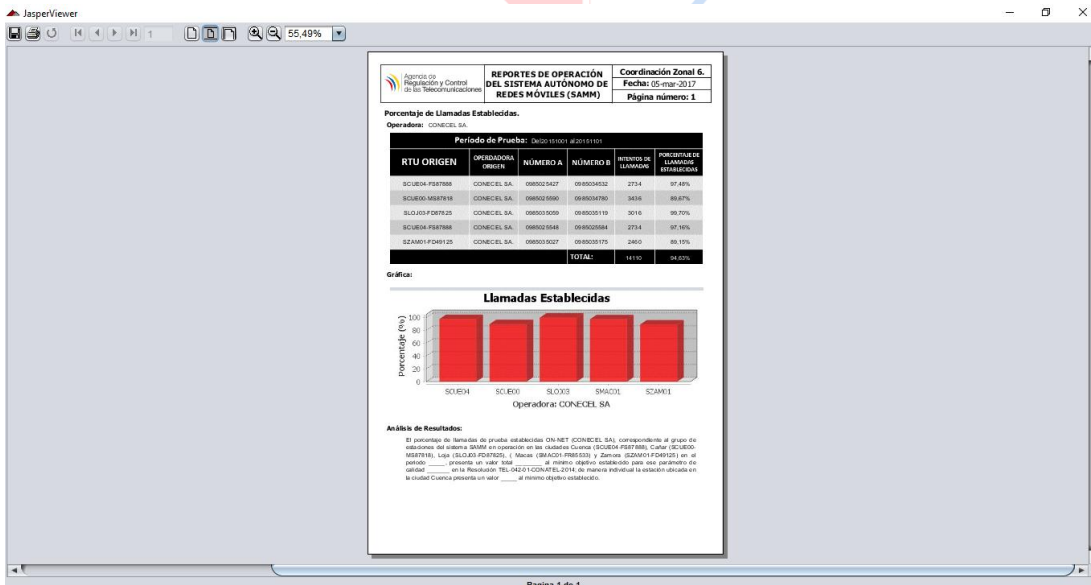 JasperViewer
1
55,49%
Agencia de
Regulación y Control
de las Telecomunicaciones
REPORTES DE OPERACIÓN
DEL SISTEMA AUTÓNOMO DE
REDES MÓVILES (SAMM)
Coordinación Zonal 6.
Fecha: 05-mar-2017
Página número: 1
Porcentaje de Llamadas Establecidas.
Operadora: CONECEL SA.
Período de Prueba: Del20151001 al20151101
RTU ORIGEN OPERDADORA ORIGEN NÚMERO A NÚMERO B INTENTOS DE LLAMADAS PORCENTAJE DE LLAMADAS ESTABLECIDAS
SCUE04-FS87888 CONECEL SA. 0985025427 0985034532 2734 97,48%
SCUE00-MS87818 CONECEL SA. 0985025590 0985034780 3436 89,67%
SLOJ03-FD87825 CONECEL SA. 0985035059 0985035119 3016 99,70%
SCUE04-FS87888 CONECEL SA. 0985025548 0985025584 2734 97,16%
SZAM01-FD49125 CONECEL SA. 0985035027 0985035175 2460 89,15%
TOTAL: 14110 94,63%
Gráfica:
Llamadas Establecidas
Porcentaje (%)
100
80
60
40
20
0
SCUE04 SCUE00 SLOJ03 SMAC01 SZAM01
Operadora: CONECEL SA
Análisis de Resultados:
El porcentaje de llamadas de prueba establecidas ON-NET (CONECEL SA), correspondiente al grupo de
estaciones del sistema SAMM en operación en las ciudades Cuenca (SCUE04-FS87888), Cañar (SCUE00-
MS87818), Loja (SLOJ03-FD87825), ( Macas (SMAC01-FR85533) y Zamora (SZAM01-FD49125) en el
periodo _____, presenta un valor total ________ al mínimo objetivo establecido para ese parámetro de
calidad _______ en la Resolución TEL-042-01-CONATEL-2014; de manera individual la estación ubicada en
la ciudad Cuenca presenta un valor _____ al mínimo objetivo establecido.
Pagina 1 de 1